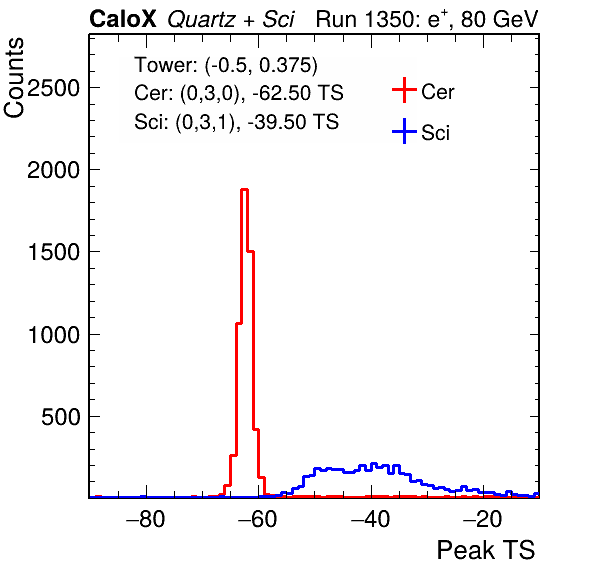 CaloX Quartz + Sci Run 1350: e⁺, 80 GeV
Counts
Tower: (-0.5, 0.375)
Cer: (0,3,0), -62.50 TS
Sci: (0,3,1), -39.50 TS
Cer
Sci
2500
2000
1500
1000
500
−80 −60 −40 −20
Peak TS